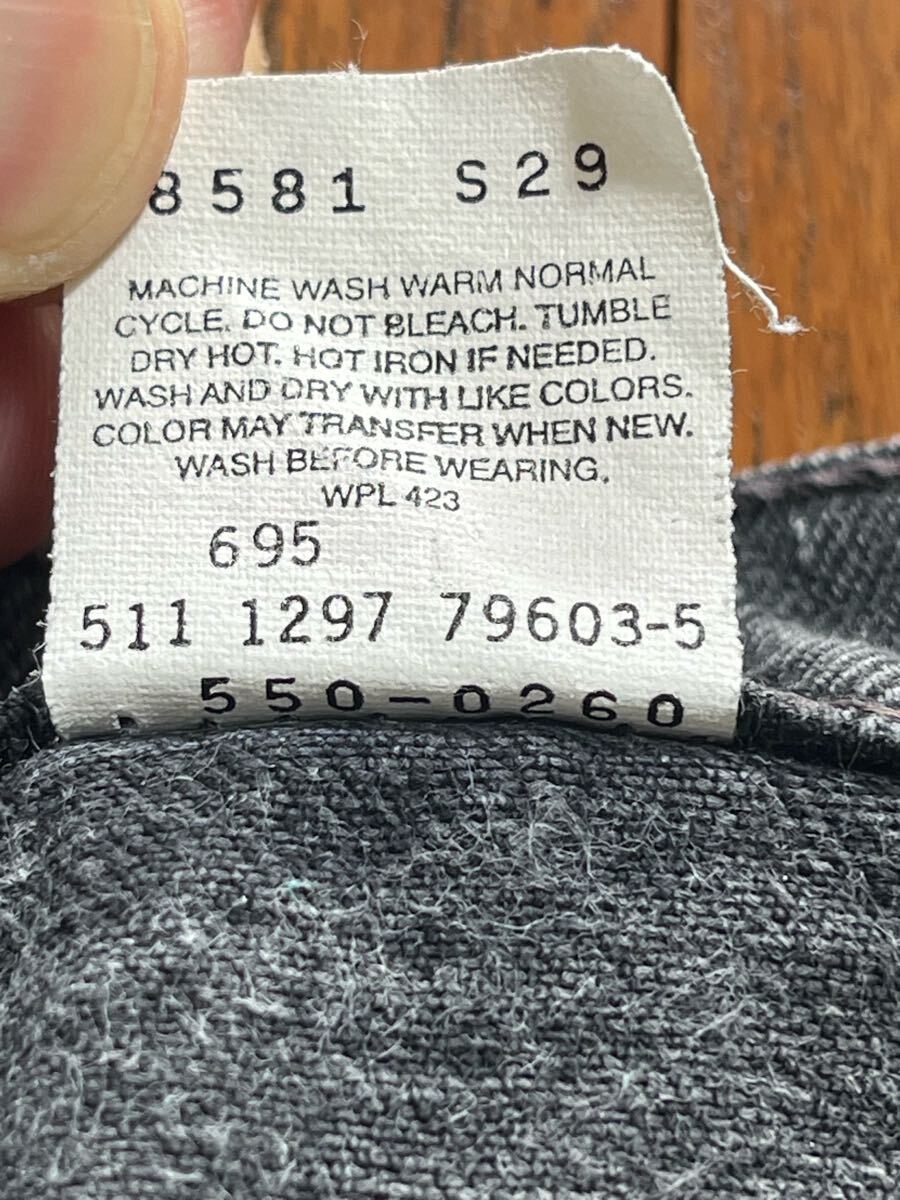 8581 S29
MACHINE WASH WARM NORMAL
CYCLE. DO NOT BLEACH. TUMBLE
DRY HOT. HOT IRON IF NEEDED.
WASH AND DRY WITH LIKE COLORS.
COLOR MAY TRANSFER WHEN NEW.
WASH BEFORE WEARING.
WPL 423
695
511 1297 79603-5
550-0260